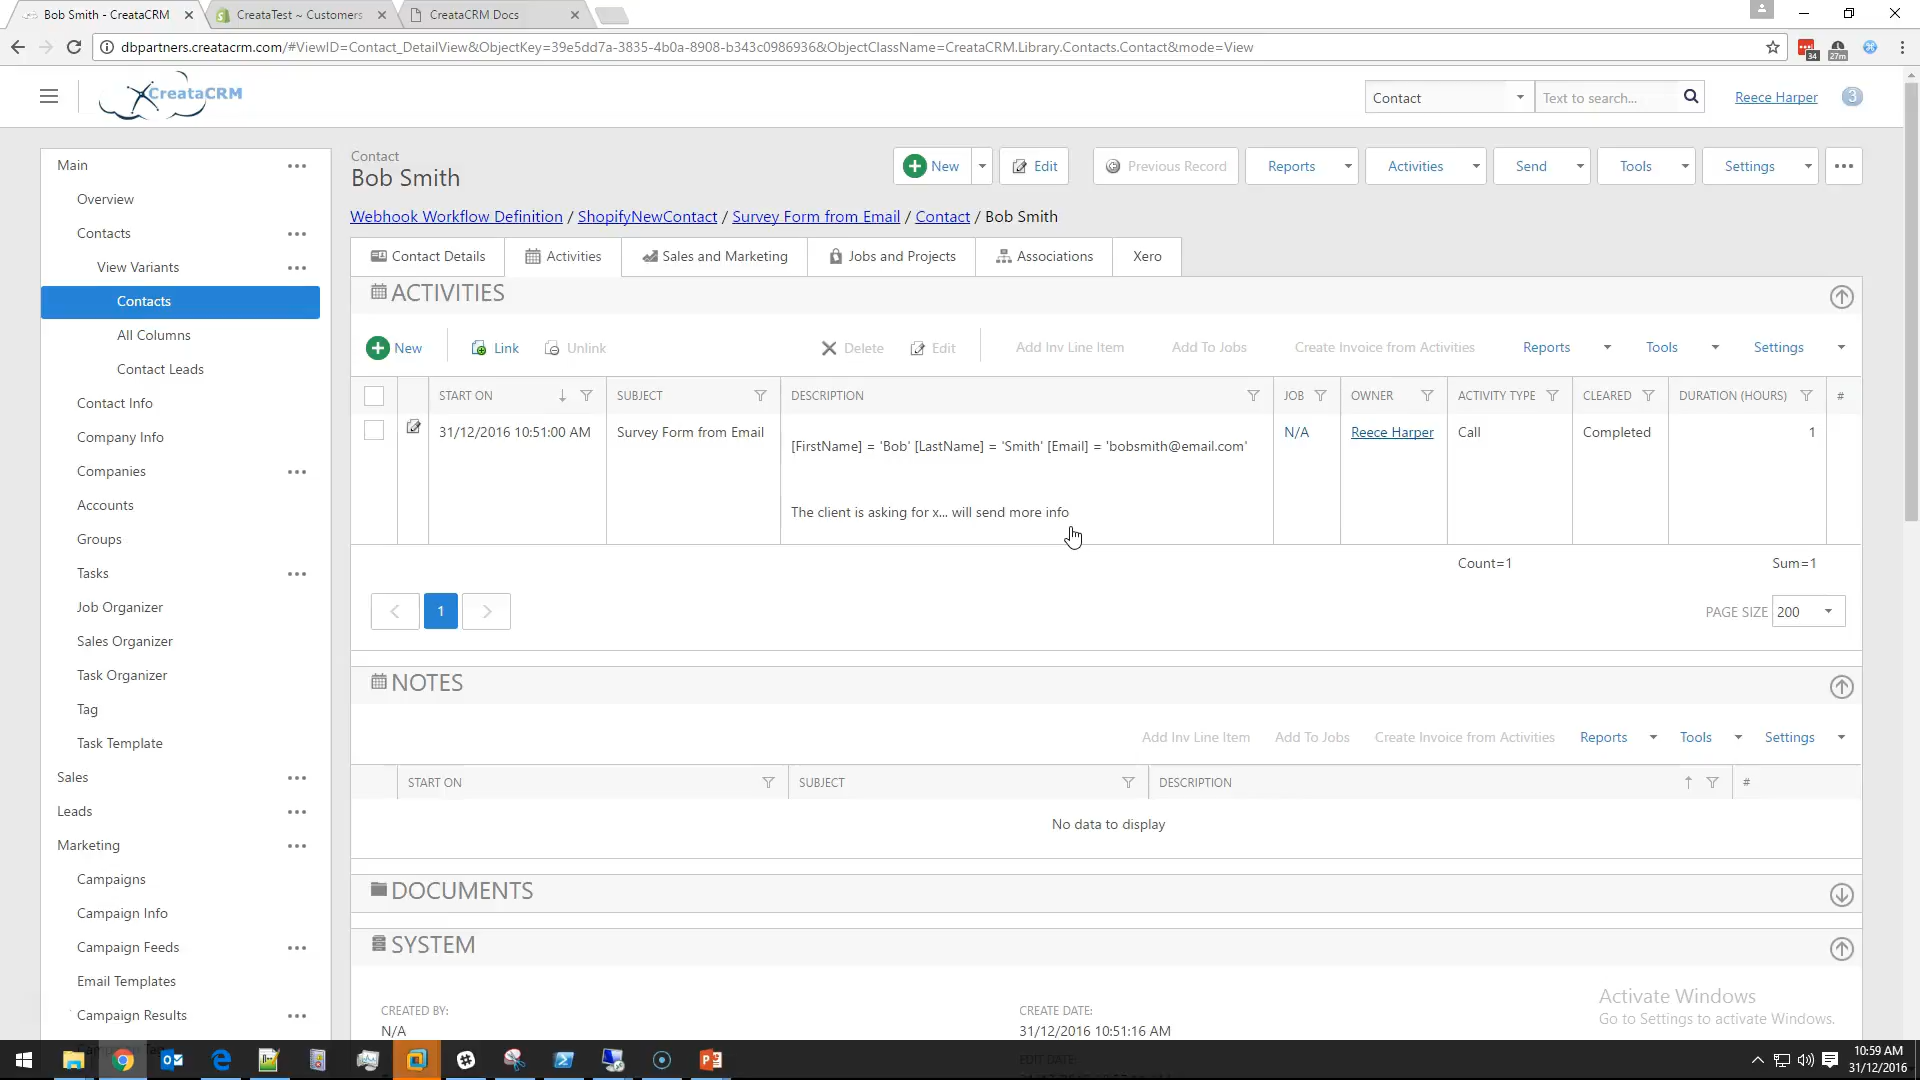 Bob Smith - CreataCRM
CreataTest ~ Customers
CreataCRM Docs
dbpartners.creatacrm.com/#ViewID=Contact_DetailView&ObjectKey=39e5dd7a-3835-4b0a-8908-b343c0986936&ObjectClassName=CreataCRM.Library.Contacts.Contact&mode=View
34
27m
CreataCRM
Contact
Text to search...
Reece Harper
3
Main
Overview
Contacts
View Variants
Contacts
All Columns
Contact Leads
Contact Info
Company Info
Companies
Accounts
Groups
Tasks
Job Organizer
Sales Organizer
Task Organizer
Tag
Task Template
Sales
Leads
Marketing
Campaigns
Campaign Info
Campaign Feeds
Email Templates
Campaign Results
Contact
Bob Smith
New
Edit
Previous Record
Reports
Activities
Send
Tools
Settings
Webhook Workflow Definition / ShopifyNewContact / Survey Form from Email / Contact / Bob Smith
Contact Details
Activities
Sales and Marketing
Jobs and Projects
Associations
Xero
ACTIVITIES
New
Link
Unlink
Delete
Edit
Add Inv Line Item
Add To Jobs
Create Invoice from Activities
Reports
Tools
Settings
START ON
SUBJECT
DESCRIPTION
JOB
OWNER
ACTIVITY TYPE
CLEARED
DURATION (HOURS)
#
31/12/2016 10:51:00 AM
Survey Form from Email
[FirstName] = 'Bob' [LastName] = 'Smith' [Email] = 'bobsmith@email.com'
The client is asking for x... will send more info
N/A
Reece Harper
Call
Completed
1
Count=1
Sum=1
1
PAGE SIZE
200
NOTES
Add Inv Line Item
Add To Jobs
Create Invoice from Activities
Reports
Tools
Settings
START ON
SUBJECT
DESCRIPTION
#
No data to display
DOCUMENTS
SYSTEM
CREATED BY:
N/A
CREATE DATE:
31/12/2016 10:51:16 AM
Activate Windows
Go to Settings to activate Windows.
10:59 AM
31/12/2016